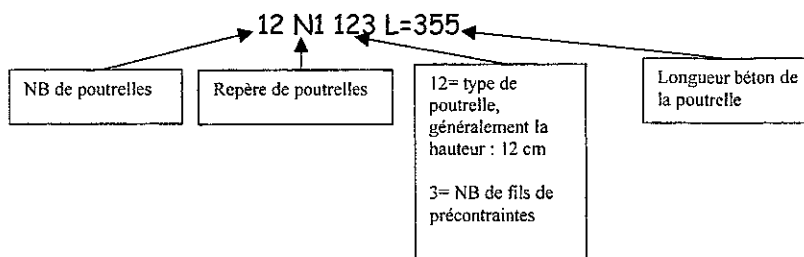 12 N1 123 L=355
NB de poutrelles
Repère de poutrelles
12= type de
poutrelle,
généralement la
hauteur : 12 cm
3= NB de fils de
précontraintes
Longueur béton de
la poutrelle